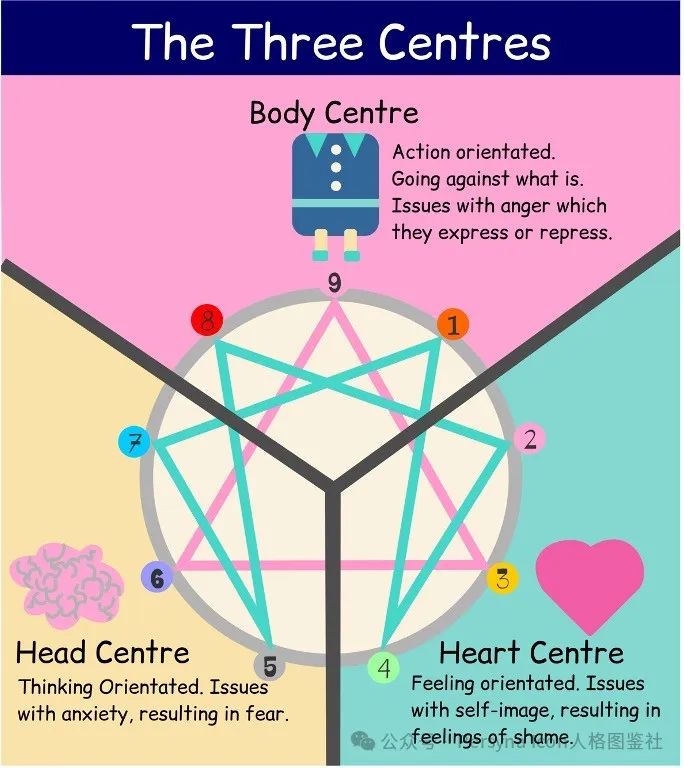 The Three Centres
Body Centre
Action orientated.
Going against what is.
Issues with anger which
they express or repress.
9
8
1
7
2
6
3
5
4
Head Centre
Thinking Orientated. Issues
with anxiety, resulting in fear.
Heart Centre
Feeling orientated. Issues
with self-image, resulting in
feelings of shame.
公众号 人格图鉴社